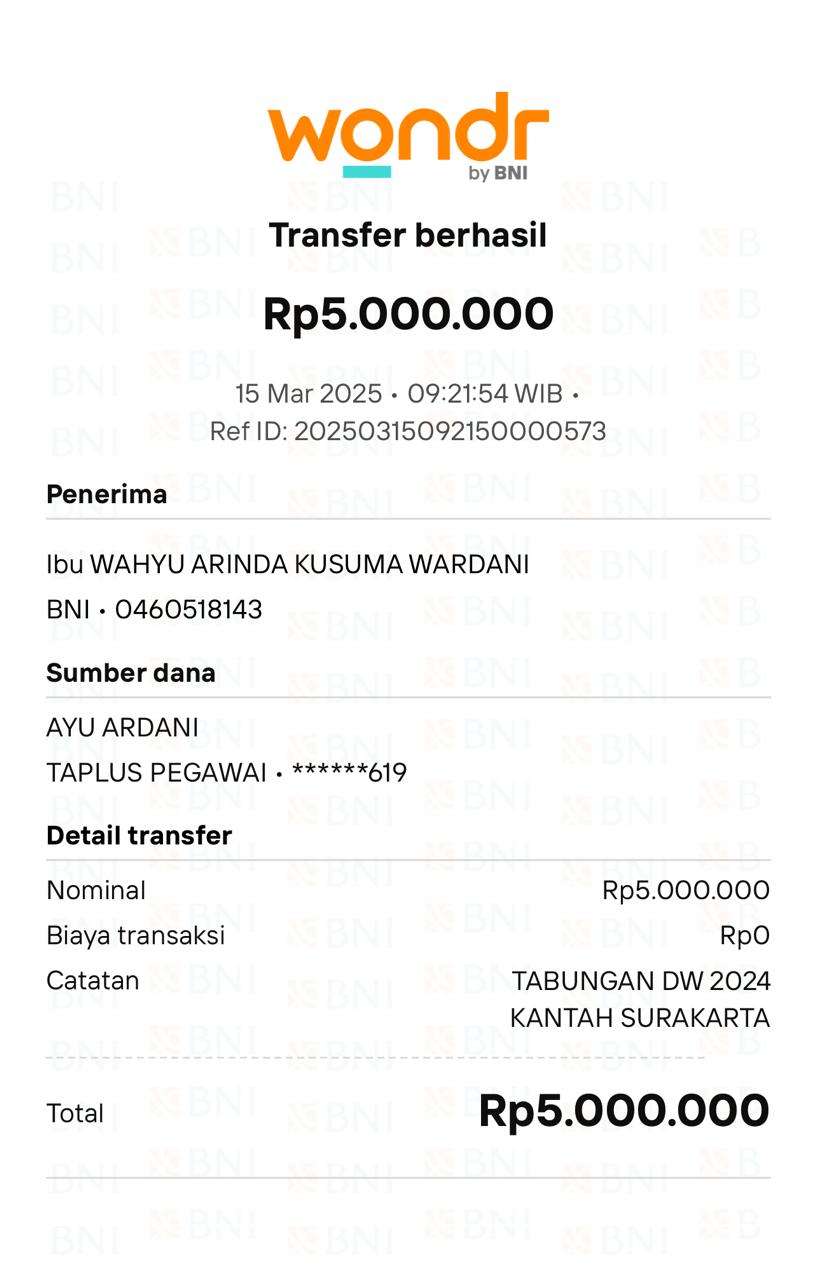 wondr
by BNI
Transfer berhasil
Rp5.000.000
15 Mar 2025 • 09:21:54 WIB •
Ref ID: 20250315092150000573
Penerima
Ibu WAHYU ARINDA KUSUMA WARDANI
BNI • 0460518143
Sumber dana
AYU ARDANI
TAPLUS PEGAWAI • ******619
Detail transfer
Nominal Rp5.000.000
Biaya transaksi Rp0
Catatan TABUNGAN DW 2024
KANTAH SURAKARTA
Total Rp5.000.000